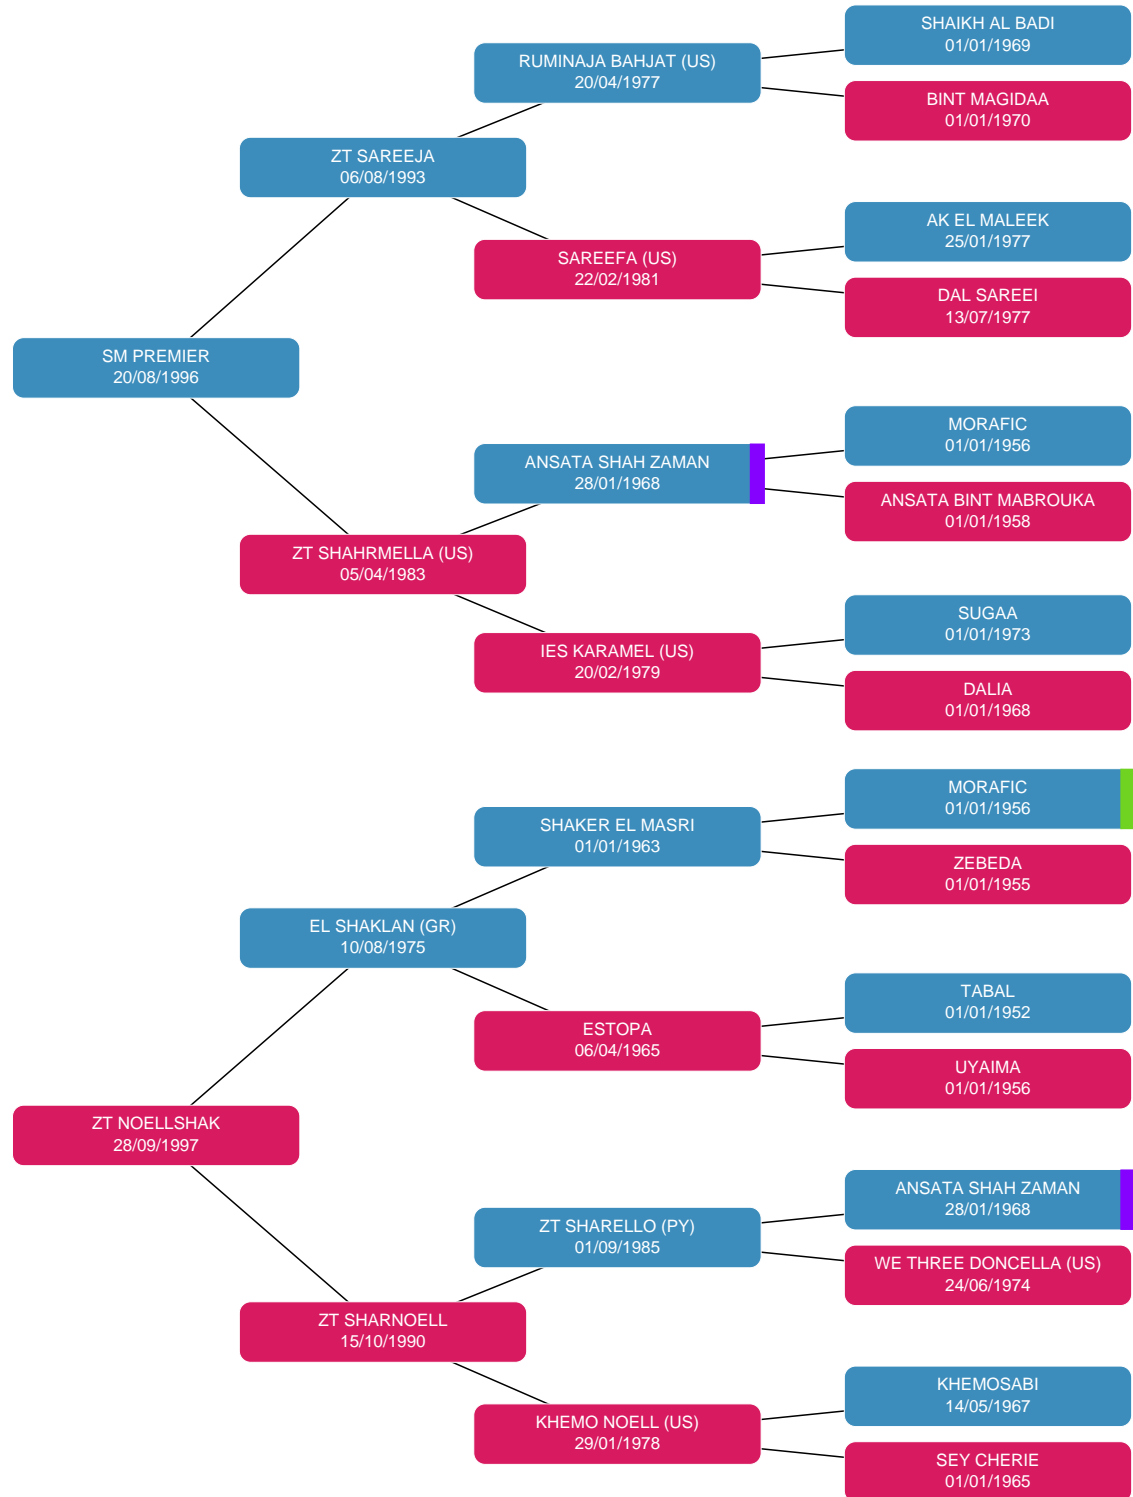 SHAIKH AL BADI
01/01/1969
RUMINAJA BAHJAT (US)
20/04/1977
BINT MAGIDAA
01/01/1970
ZT SAREEJA
06/08/1993
AK EL MALEEK
25/01/1977
SAREEFA (US)
22/02/1981
DAL SAREEI
13/07/1977
SM PREMIER
20/08/1996
MORAFIC
01/01/1956
ANSATA SHAH ZAMAN
28/01/1968
ANSATA BINT MABROUKA
01/01/1958
ZT SHAHRMELLA (US)
05/04/1983
SUGAA
01/01/1973
IES KARAMEL (US)
20/02/1979
DALIA
01/01/1968
MORAFIC
01/01/1956
SHAKER EL MASRI
01/01/1963
ZEBEDA
01/01/1955
EL SHAKLAN (GR)
10/08/1975
TABAL
01/01/1952
ESTOPA
06/04/1965
UYAIMA
01/01/1956
ZT NOELLSHAK
28/09/1997
ANSATA SHAH ZAMAN
28/01/1968
ZT SHARELLO (PY)
01/09/1985
WE THREE DONCELLA (US)
24/06/1974
ZT SHARNOELL
15/10/1990
KHEMOSABI
14/05/1967
KHEMO NOELL (US)
29/01/1978
SEY CHERIE
01/01/1965